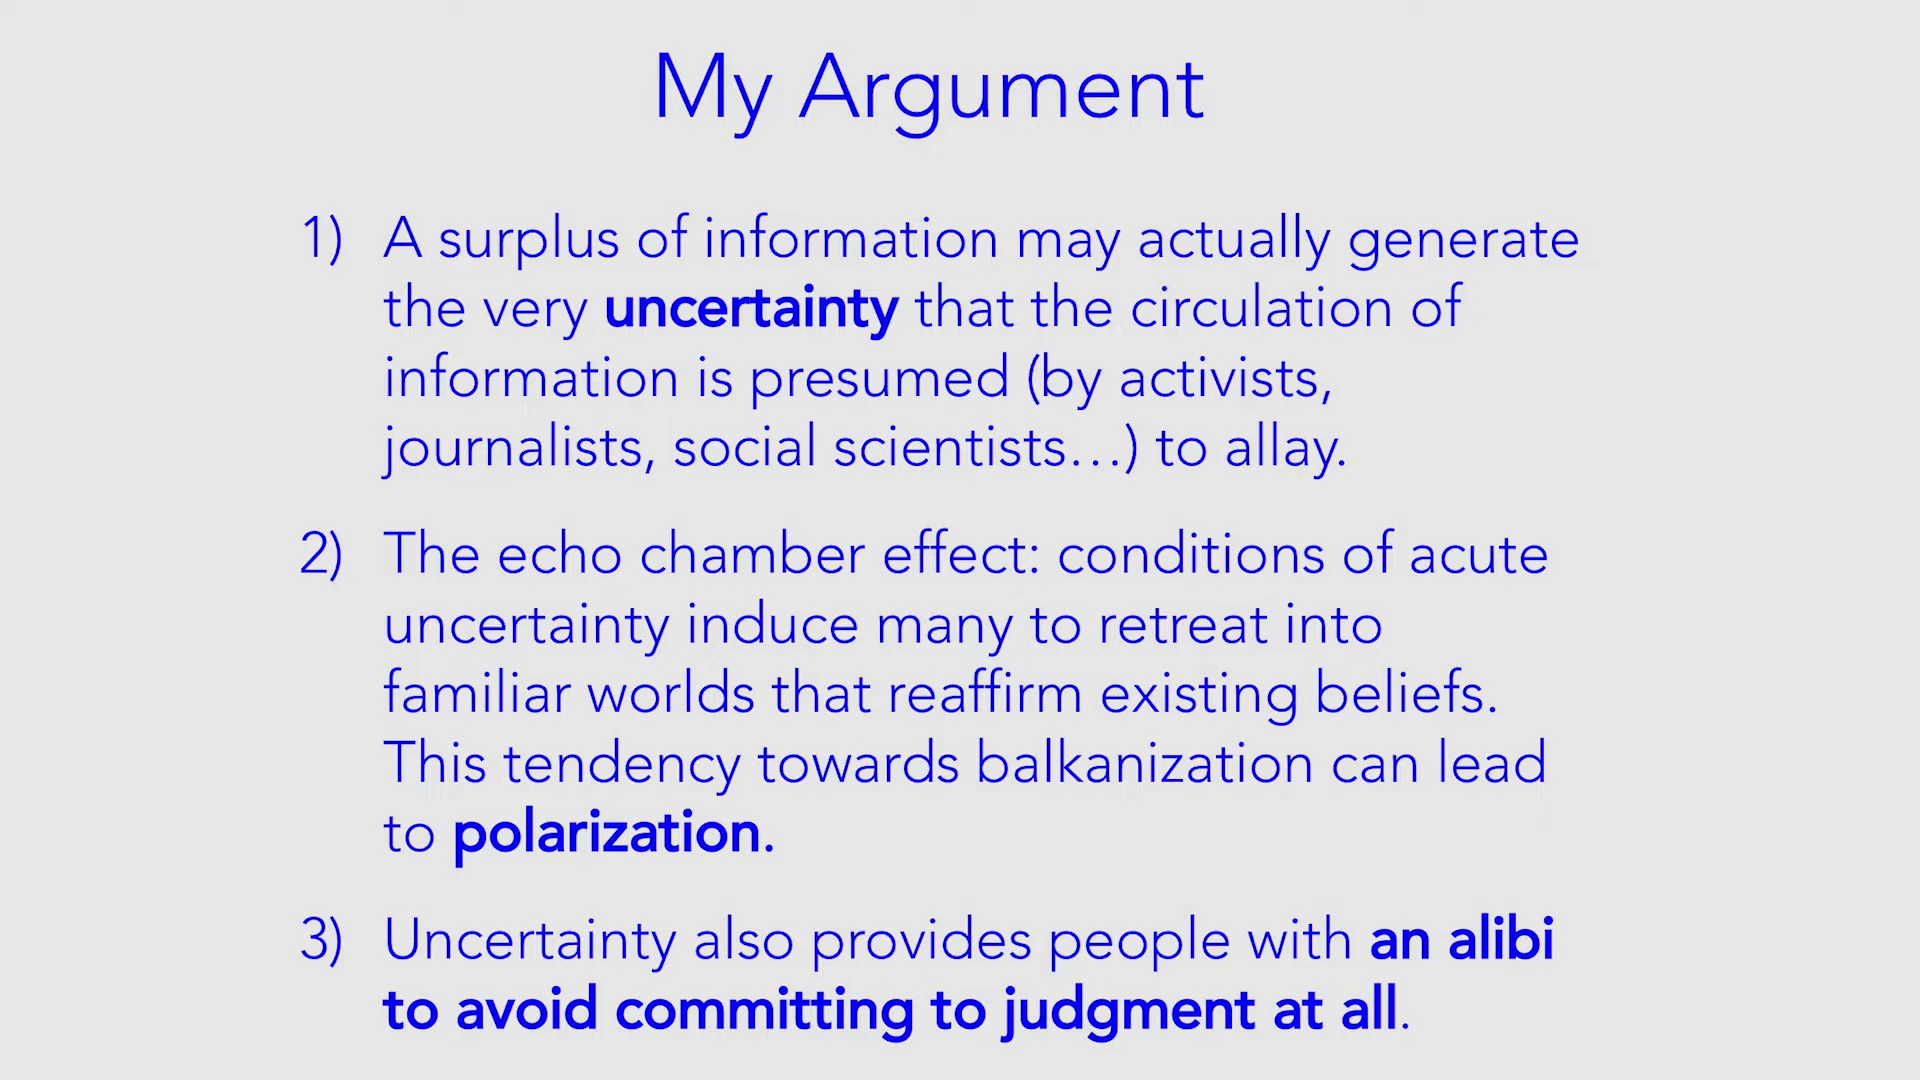 My Argument
1) A surplus of information may actually generate
the very uncertainty that the circulation of
information is presumed (by activists,
journalists, social scientists...) to allay.
2) The echo chamber effect: conditions of acute
uncertainty induce many to retreat into
familiar worlds that reaffirm existing beliefs.
This tendency towards balkanization can lead
to polarization.
3) Uncertainty also provides people with an alibi
to avoid committing to judgment at all.